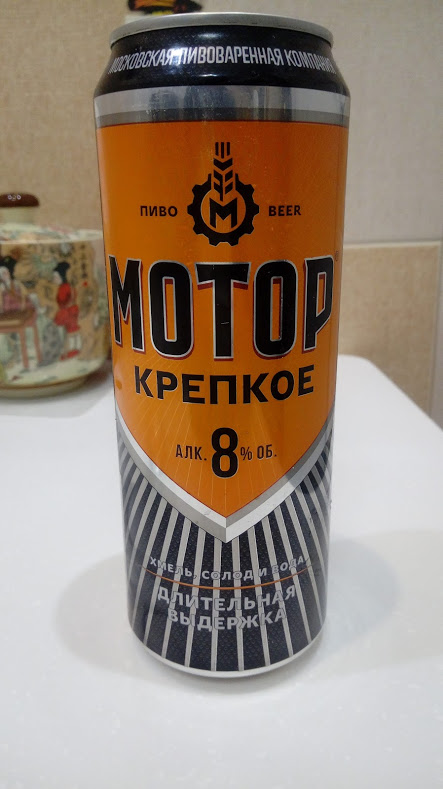 МОСКОВСКАЯ ПИВОВАРЕННАЯ КОМПАНИЯ
ПИВО М BEER
МОТОР
КРЕПКОЕ
АЛК. 8% ОБ.
ХМЕЛЬ, СОЛОД И ВОДА
ДЛИТЕЛЬНАЯ
ВЫДЕРЖКА